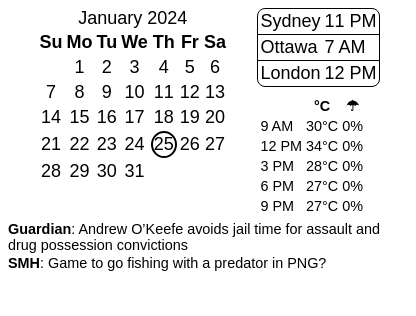 January 2024
Su Mo Tu We Th Fr Sa
1 2 3 4 5 6
7 8 9 10 11 12 13
14 15 16 17 18 19 20
21 22 23 24 25 26 27
28 29 30 31
Sydney 11 PM
Ottawa 7 AM
London 12 PM
°C ☂
9 AM 30°C 0%
12 PM 34°C 0%
3 PM 28°C 0%
6 PM 27°C 0%
9 PM 27°C 0%
Guardian: Andrew O’Keefe avoids jail time for assault and
drug possession convictions
SMH: Game to go fishing with a predator in PNG?